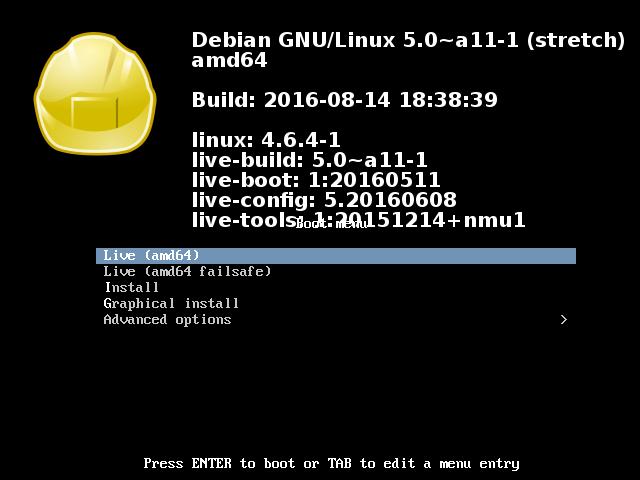 Debian GNU/Linux 5.0~a11-1 (stretch)
amd64
Build: 2016-08-14 18:38:39
linux: 4.6.4-1
live-build: 5.0~a11-1
live-boot: 1:20160511
live-config: 5.20160608
live-tools: 1:20151214+nmu1
Boot menu
Live (amd64)
Live (amd64 failsafe)
Install
Graphical install
Advanced options >
Press ENTER to boot or TAB to edit a menu entry